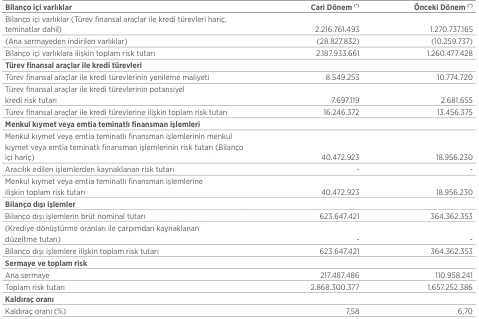 Bilanço içi varlıklar Cari Dönem (*) Önceki Dönem (*)
Bilanço içi varlıklar (Türev finansal araçlar ile kredi türevleri hariç,
teminatlar dahil) 2.216.761.493 1.270.737.165
(Ana sermayeden indirilen varlıklar) (28.827.832) (10.259.737)
Bilanço içi varlıklara ilişkin toplam risk tutarı 2.187.933.661 1.260.477.428
Türev finansal araçlar ile kredi türevleri
Türev finansal araçlar ile kredi türevlerinin yenileme maliyeti 8.549.253 10.774.720
Türev finansal araçlar ile kredi türevlerinin potansiyel
kredi risk tutarı 7.697.119 2.681.655
Türev finansal araçlar ile kredi türevlerine ilişkin toplam risk tutarı 16.246.372 13.456.375
Menkul kıymet veya emtia teminatlı finansman işlemleri
Menkul kıymet veya emtia teminatlı finansman işlemlerinin menkul
kıymet veya emtia teminatlı finansman işlemlerinin risk tutarı (Bilanço
içi hariç) 40.472.923 18.956.230
Aracılık edilen işlemlerden kaynaklanan risk tutarı - -
Menkul kıymet veya emtia teminatlı finansman işlemlerine
ilişkin toplam risk tutarı 40.472.923 18.956.230
Bilanço dışı işlemler
Bilanço dışı işlemlerin brüt nominal tutarı 623.647.421 364.362.353
(Krediye dönüştürme oranları ile çarpımdan kaynaklanan
düzeltme tutarı) - -
Bilanço dışı işlemlere ilişkin toplam risk tutarı 623.647.421 364.362.353
Sermaye ve toplam risk
Ana sermaye 217.487.486 110.958.241
Toplam risk tutarı 2.868.300.377 1.657.252.386
Kaldıraç oranı
Kaldıraç oranı (%) 7,58 6,70